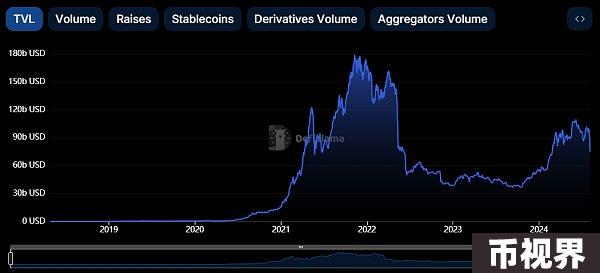 TVL Volume Raises Stablecoins Derivatives Volume Aggregators Volume <>
180b USD
150b USD
120b USD
90b USD
60b USD
30b USD
0 USD
DefiLlama
2019 2020 2021 2022 2023 2024
币视界